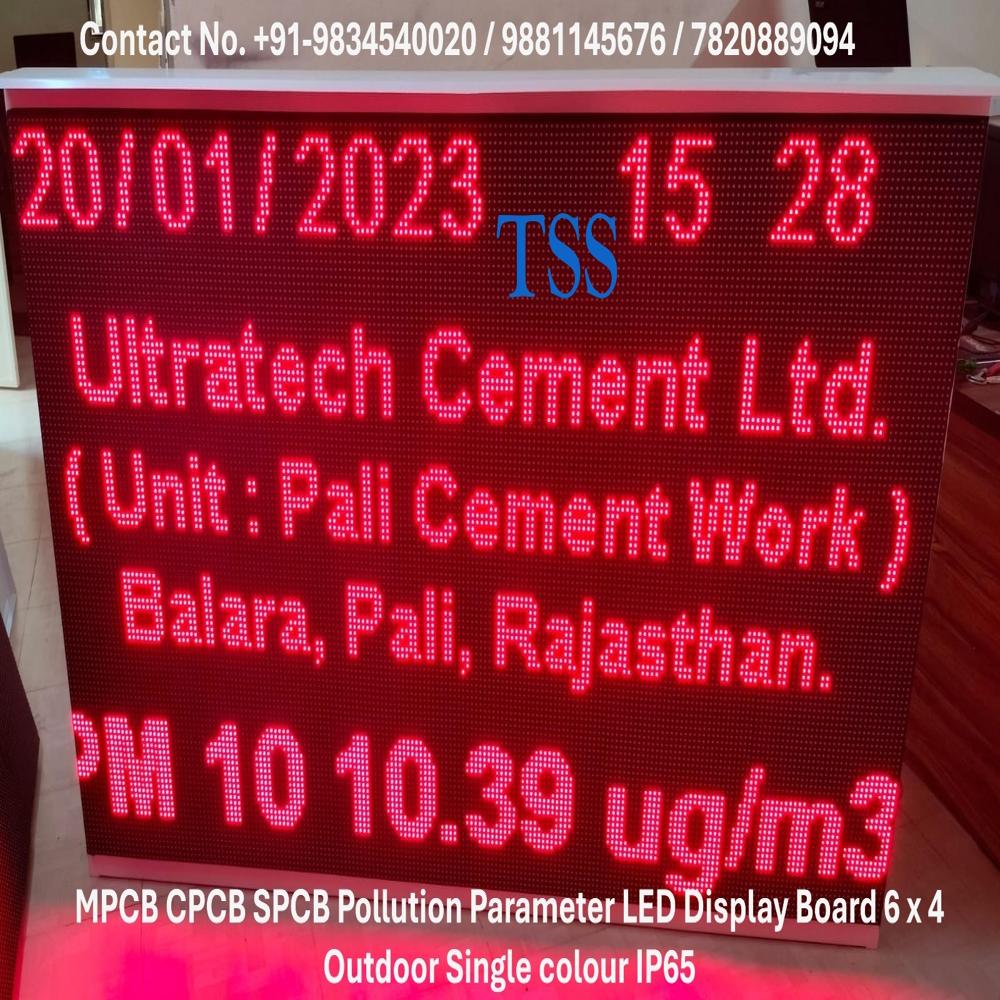 Contact No. +91-9834540020 / 9881145676 / 7820889094
20/01/2023 15 28
TSS
Ultratech Cement Ltd.
( Unit : Pali Cement Work )
Balara, Pali, Rajasthan.
PM 10 10.39 ug/m3
MPCB CPCB SPCB Pollution Parameter LED Display Board 6 x 4
Outdoor Single colour IP65